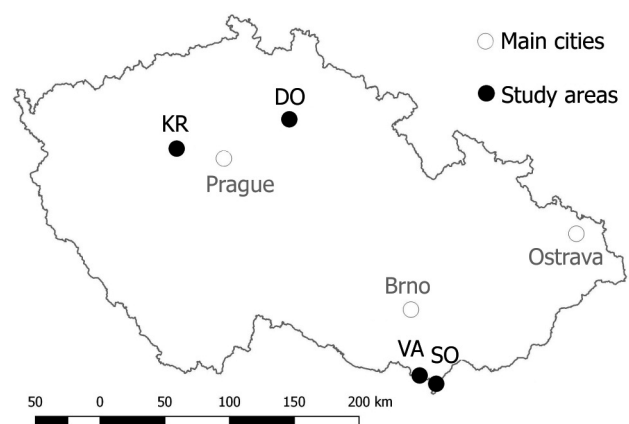 Main cities
Study areas
DO
KR
Prague
Ostrava
Brno
VA SO
50 0 50 100 150 200 km